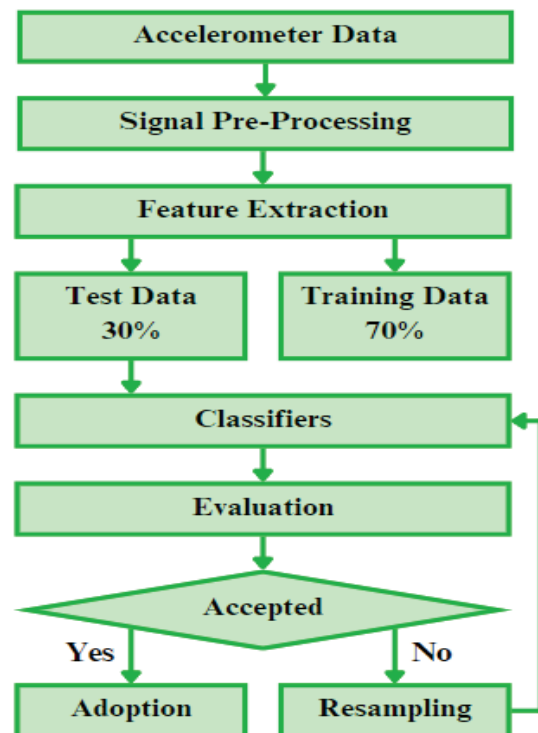 Accelerometer Data
Signal Pre-Processing
Feature Extraction
Test Data
30%
Training Data
70%
Classifiers
Evaluation
Accepted
Yes
No
Adoption
Resampling